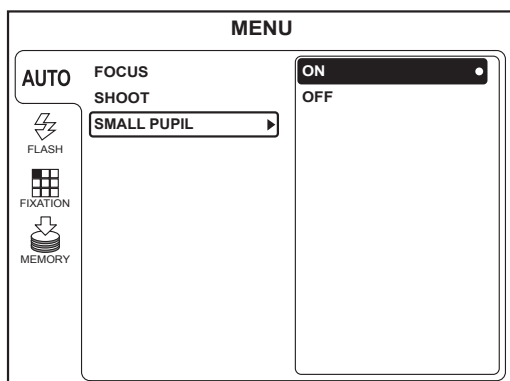 MENU
AUTO
FLASH
FIXATION
MEMORY
FOCUS
SHOOT
SMALL PUPIL
ON
OFF